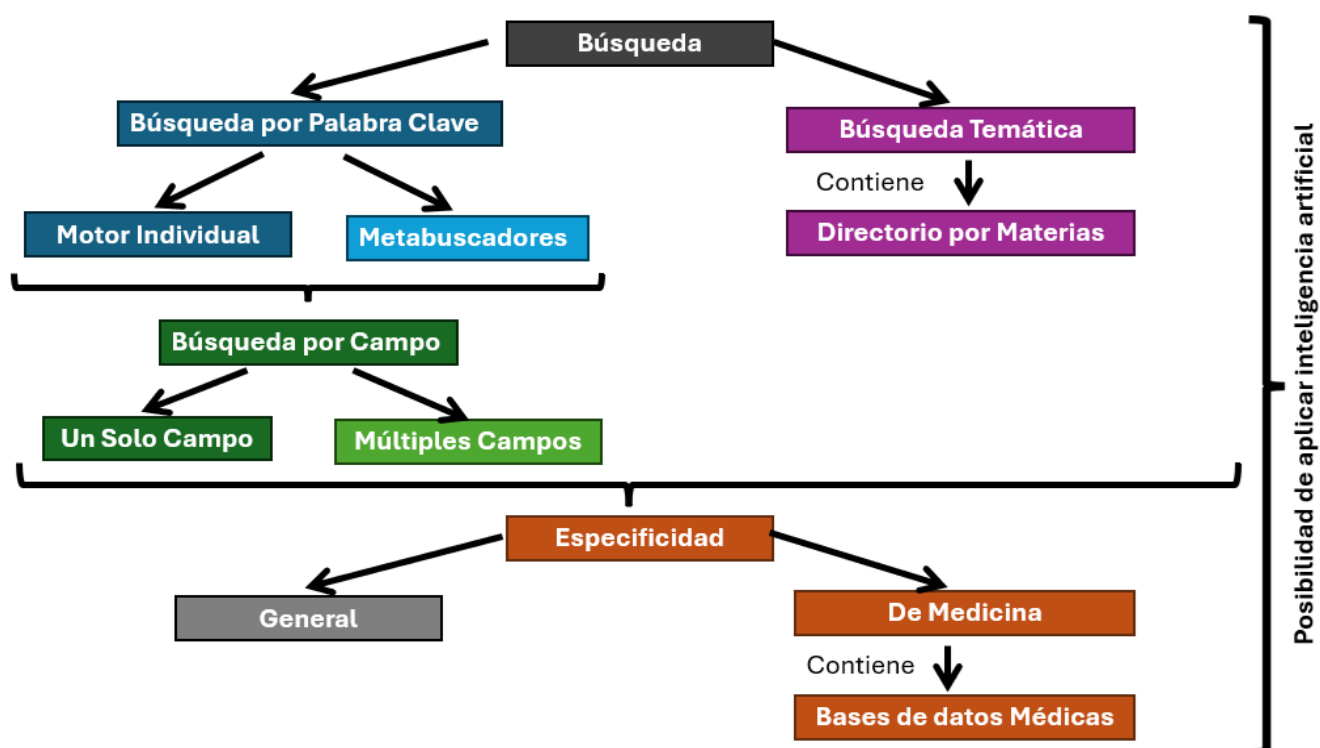 Búsqueda
Búsqueda por Palabra Clave
Búsqueda Temática
Contiene
Motor Individual
Metabuscadores
Directorio por Materias
Búsqueda por Campo
Un Solo Campo
Múltiples Campos
Especificidad
General
De Medicina
Contiene
Bases de datos Médicas
Posibilidad de aplicar inteligencia artificial